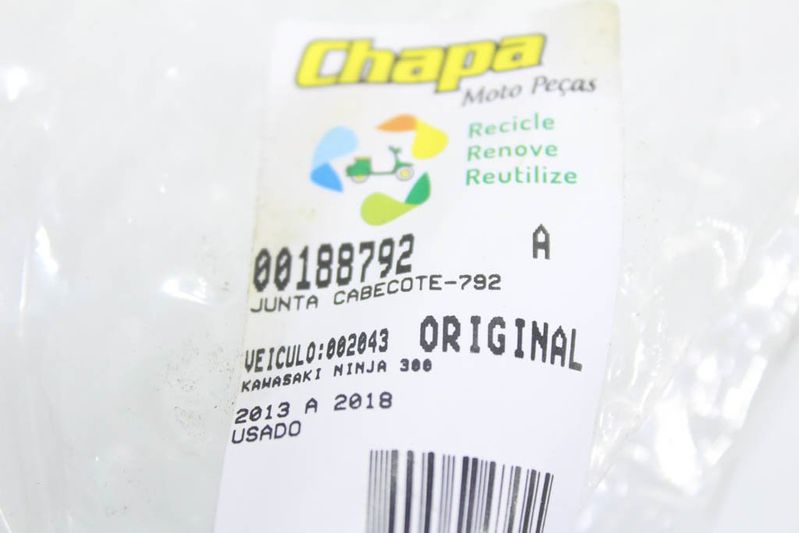 Chapa
Moto Peças
Recicle
Renove
Reutilize
00188792 A
JUNTA CABECOTE-792
VEICULO:002043 ORIGINAL
KAWASAKI NINJA 300
2013 A 2018
USADO